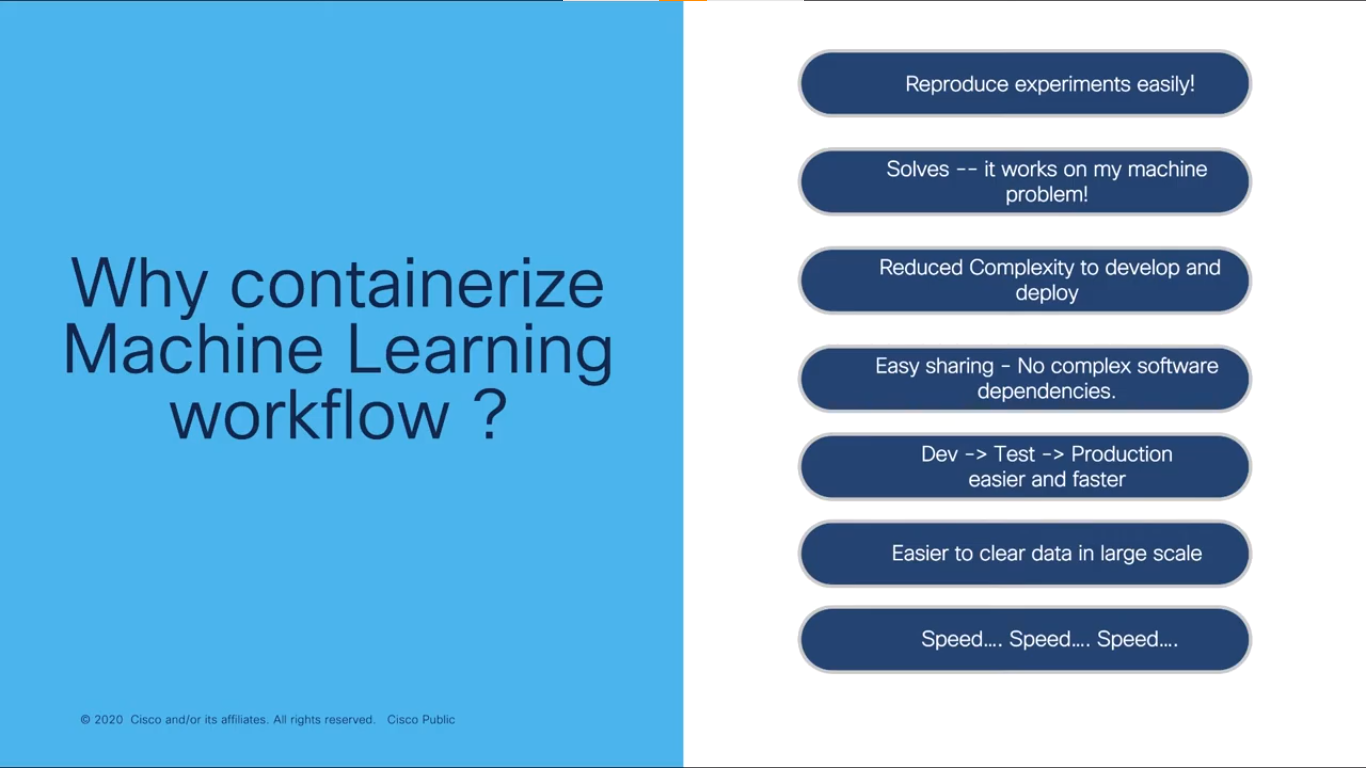 Why containerize
Machine Learning
workflow ?
© 2020 Cisco and/or its affiliates. All rights reserved. Cisco Public
Reproduce experiments easily!
Solves -- it works on my machine
problem!
Reduced Complexity to develop and
deploy
Easy sharing - No complex software
dependencies.
Dev -> Test -> Production
easier and faster
Easier to clear data in large scale
Speed.... Speed.... Speed....